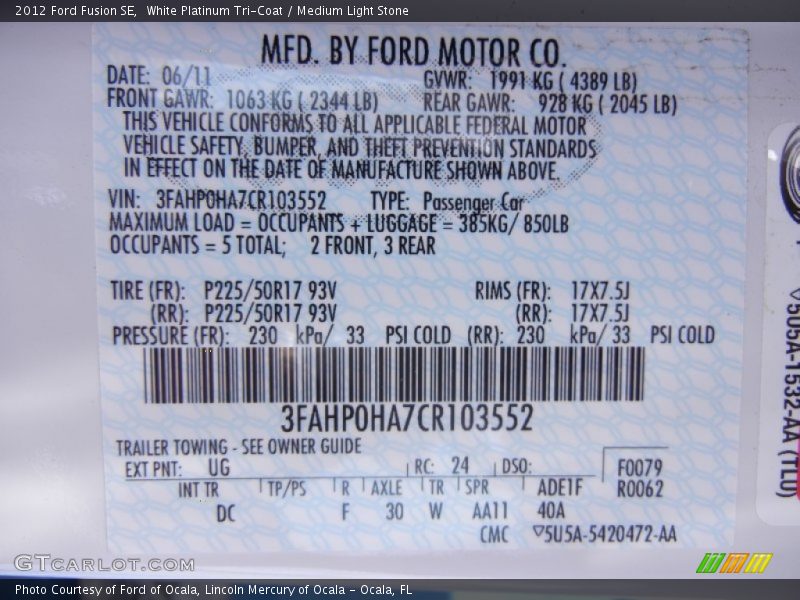 2012 Ford Fusion SE, White Platinum Tri-Coat / Medium Light Stone
MFD. BY FORD MOTOR CO.
DATE: 06/11 GVWR: 1991 KG ( 4389 LB)
FRONT GAWR: 1063 KG ( 2344 LB) REAR GAWR: 928 KG ( 2045 LB)
THIS VEHICLE CONFORMS TO ALL APPLICABLE FEDERAL MOTOR
VEHICLE SAFETY, BUMPER, AND THEFT PREVENTION STANDARDS
IN EFFECT ON THE DATE OF MANUFACTURE SHOWN ABOVE.
VIN: 3FAHP0HA7CR103552 TYPE: Passenger Car
MAXIMUM LOAD = OCCUPANTS + LUGGAGE = 385KG/ 850LB
OCCUPANTS = 5 TOTAL; 2 FRONT, 3 REAR
TIRE (FR): P225/50R17 93V RIMS (FR): 17X7.5J
(RR): P225/50R17 93V (RR): 17X7.5J
PRESSURE (FR): 230 kPa/ 33 PSI COLD (RR): 230 kPa/ 33 PSI COLD
3FAHP0HA7CR103552
TRAILER TOWING - SEE OWNER GUIDE
EXT PNT: UG RC: 24 DSO: F0079
INT TR TP/PS R AXLE TR SPR ADE1F R0062
DC F 30 W AA11 40A
CMC 5U5A-5420472-AA
5U5A-1532-AA (TLU)
GTCarLot.com
Photo Courtesy of Ford of Ocala, Lincoln Mercury of Ocala - Ocala, FL